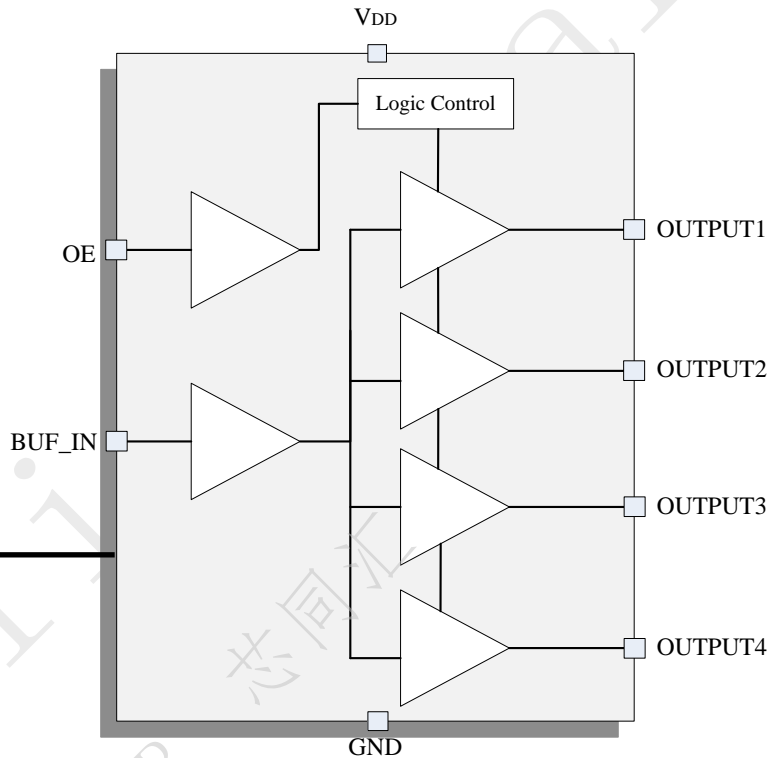 VDD
Logic Control
OE
OUTPUT1
OUTPUT2
BUF_IN
OUTPUT3
芯同汇
OUTPUT4
GND